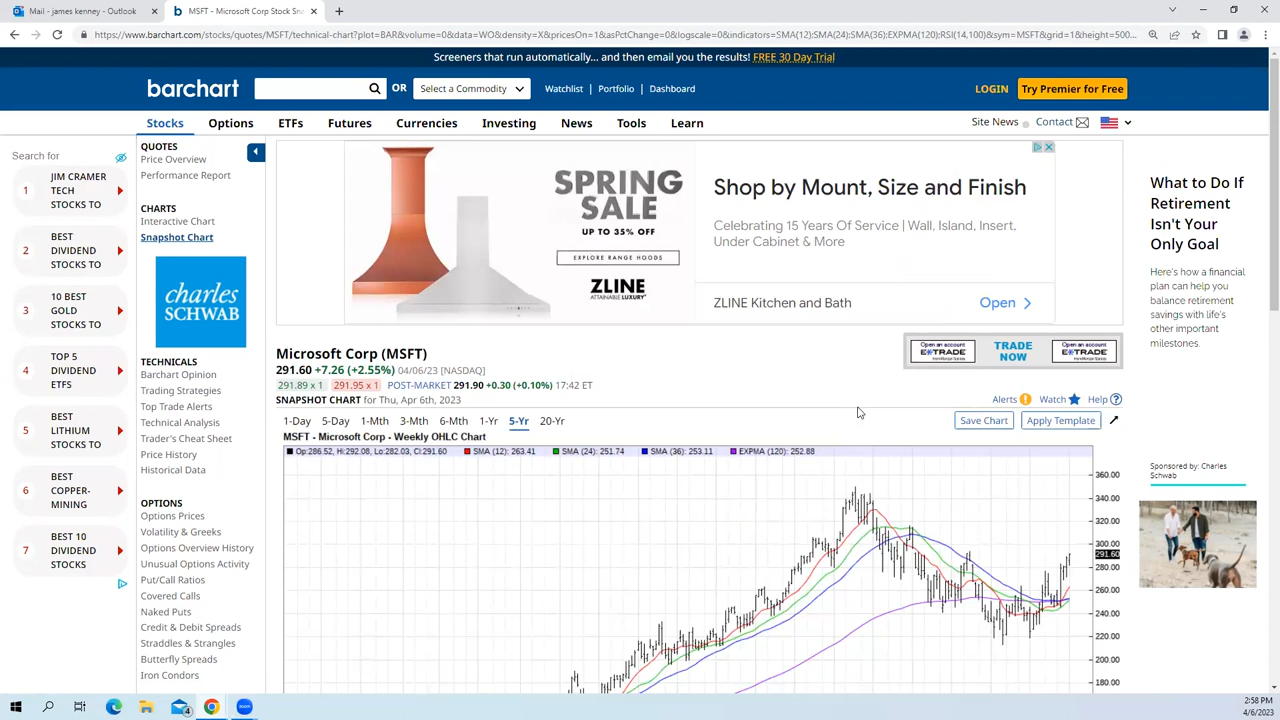 Mail - james kenney - Outlook
MSFT - Microsoft Corp Stock Sna
https://www.barchart.com/stocks/quotes/MSFT/technical-chart?plot=BAR&volume=0&data=WO&density=X&pricesOn=1&asPctChange=0&logscale=0&indicators=SMA(12);SMA(24);SMA(36);EXPMA(120);RSI(14,100)&sym=MSFT&grid=1&height=500...
Screeners that run automatically... and then email you the results! FREE 30 Day Trial
barchart
OR
Select a Commodity
Watchlist | Portfolio | Dashboard
LOGIN
Try Premier for Free
Stocks Options ETFs Futures Currencies Investing News Tools Learn
Site News
Contact
Search for
1
JIM CRAMER
TECH
STOCKS TO
2
BEST
DIVIDEND
STOCKS TO
3
10 BEST
GOLD
STOCKS TO
4
TOP 5
DIVIDEND
ETFS
5
BEST
LITHIUM
STOCKS TO
6
BEST
COPPER-
MINING
7
BEST 10
DIVIDEND
STOCKS
QUOTES
Price Overview
Performance Report
CHARTS
Interactive Chart
Snapshot Chart
charles
SCHWAB
TECHNICALS
Barchart Opinion
Trading Strategies
Top Trade Alerts
Technical Analysis
Trader's Cheat Sheet
Price History
Historical Data
OPTIONS
Options Prices
Volatility & Greeks
Options Overview History
Unusual Options Activity
Put/Call Ratios
Covered Calls
Naked Puts
Credit & Debit Spreads
Straddles & Strangles
Butterfly Spreads
Iron Condors
SPRING
SALE
UP TO 35% OFF
EXPLORE RANGE HOODS
ZLINE
ATTAINABLE LUXURY
Shop by Mount, Size and Finish
Celebrating 15 Years Of Service | Wall, Island, Insert,
Under Cabinet & More
ZLINE Kitchen and Bath
Open
Microsoft Corp (MSFT)
291.60 +7.26 (+2.55%) 04/06/23 [NASDAQ]
291.89 x 1 291.95 x 1 POST-MARKET 291.90 +0.30 (+0.10%) 17:42 ET
SNAPSHOT CHART for Thu, Apr 6th, 2023
Open an account
E*TRADE
TRADE
NOW
Open an account
E*TRADE
Alerts
Watch
Help
1-Day 5-Day 1-Mth 3-Mth 6-Mth 1-Yr 5-Yr 20-Yr
Save Chart
Apply Template
MSFT - Microsoft Corp - Weekly OHLC Chart
Op:286.52, Hi:292.08, Lo:282.03, Cl:291.60 SMA (12): 263.41 SMA (24): 251.74 SMA (36): 253.11 EXPMA (120): 252.88
360.00
340.00
320.00
300.00
291.60
280.00
260.00
240.00
220.00
200.00
180.00
What to Do If
Retirement
Isn't Your
Only Goal
Here's how a financial
plan can help you
balance retirement
savings with life's
other important
milestones.
Sponsored by: Charles
Schwab
4
2:58 PM
4/6/2023